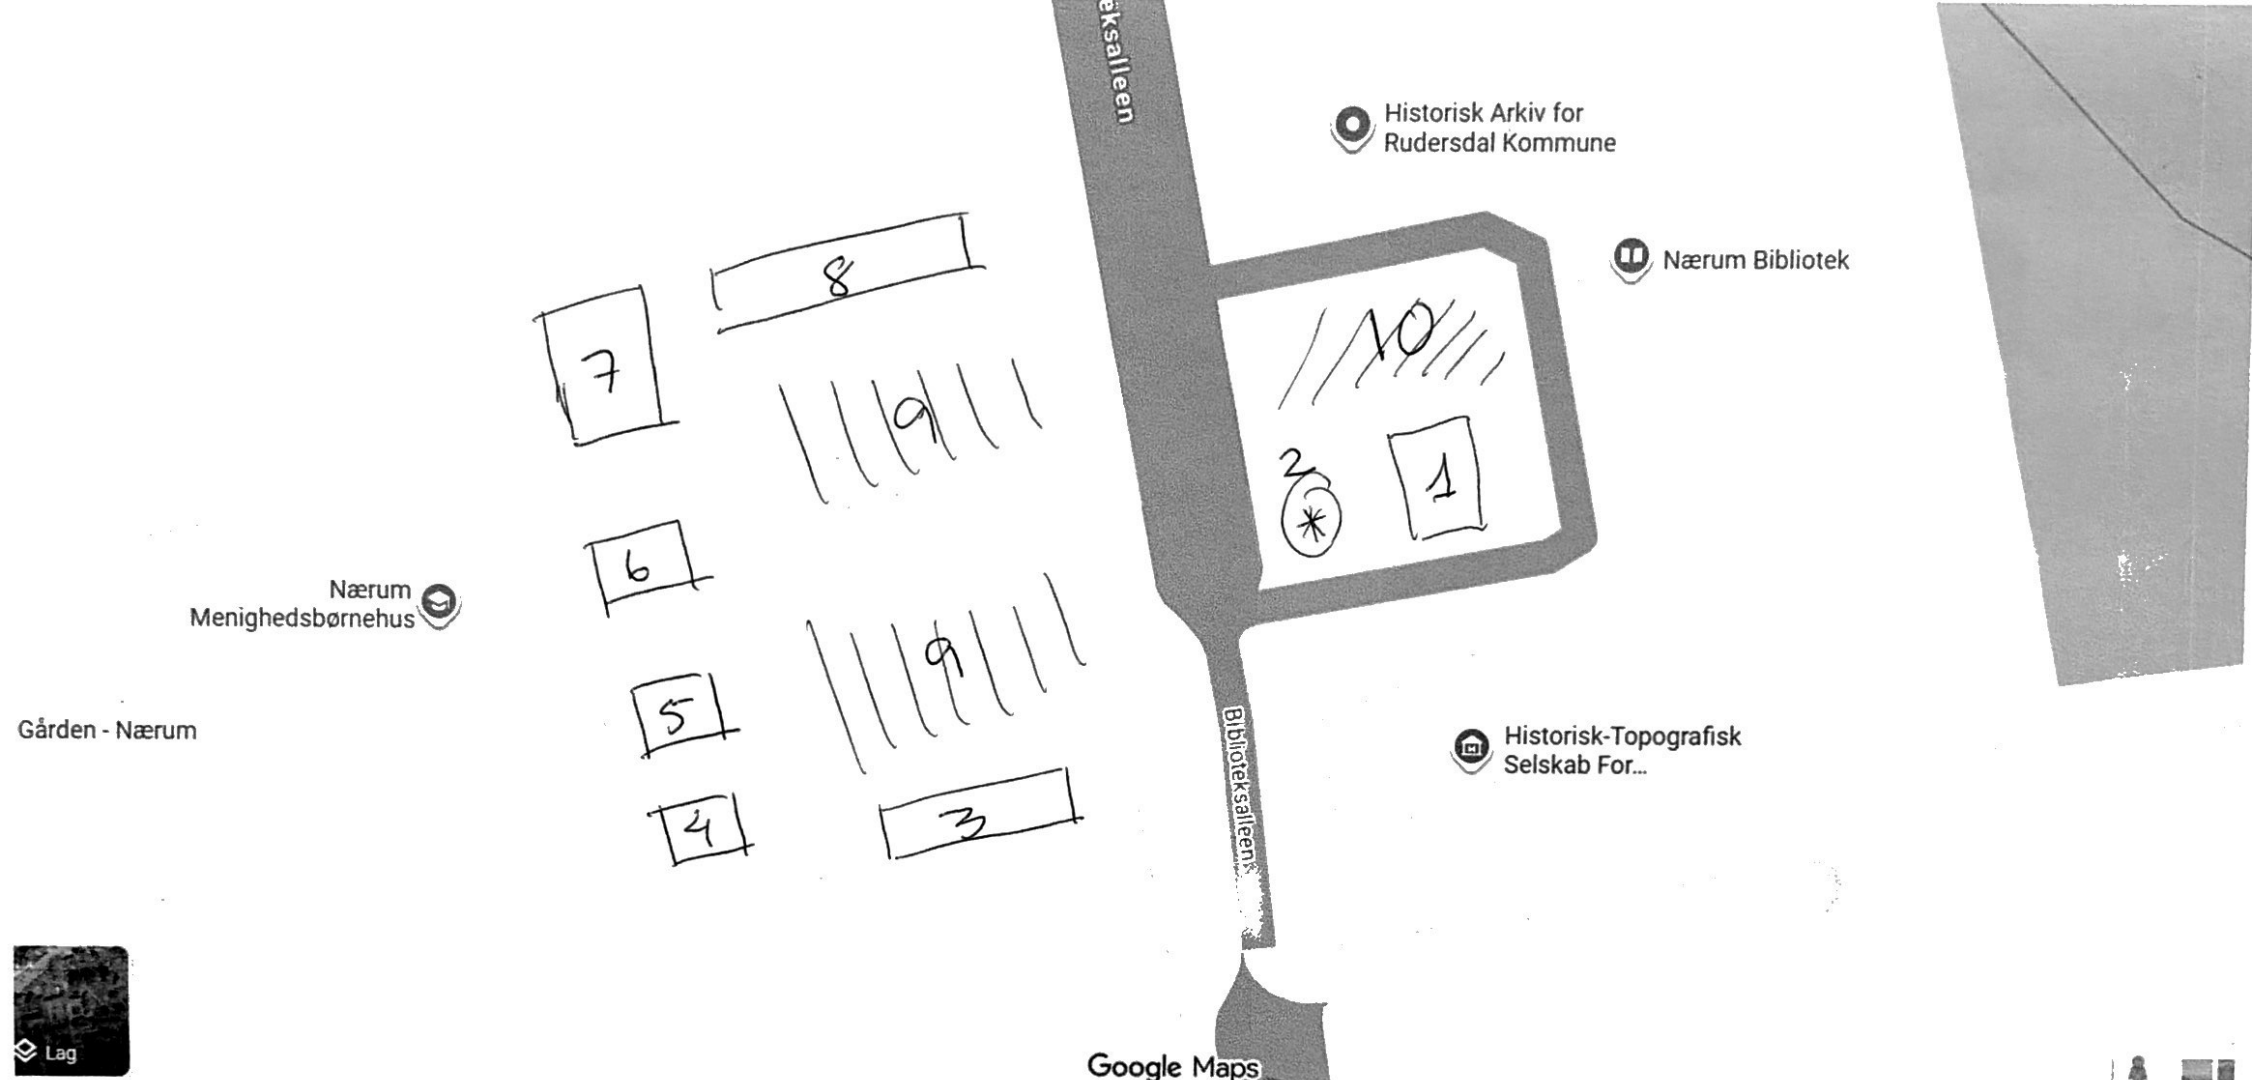 eksalleen
Historisk Arkiv for
Rudersdal Kommune
Nærum Bibliotek
8
7
10
9
2
1
6
Nærum
Menighedsbørnehus
9
5
Gården - Nærum
Biblioteksalleen
Historisk-Topografisk
Selskab For...
4
3
Lag
Google Maps